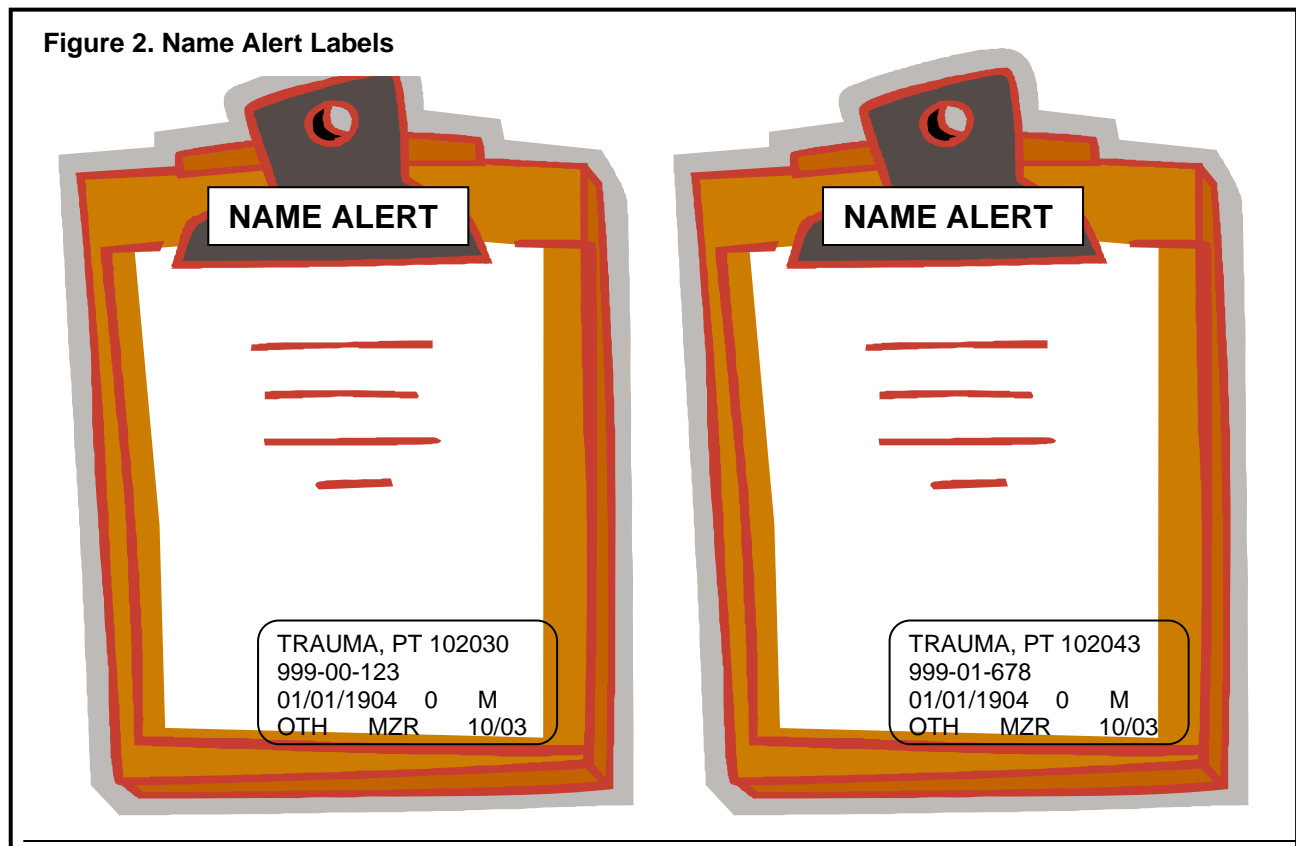 Figure 2. Name Alert Labels
NAME ALERT
TRAUMA, PT 102030
999-00-123
01/01/1904 0 M
OTH MZR 10/03
NAME ALERT
TRAUMA, PT 102043
999-01-678
01/01/1904 0 M
OTH MZR 10/03